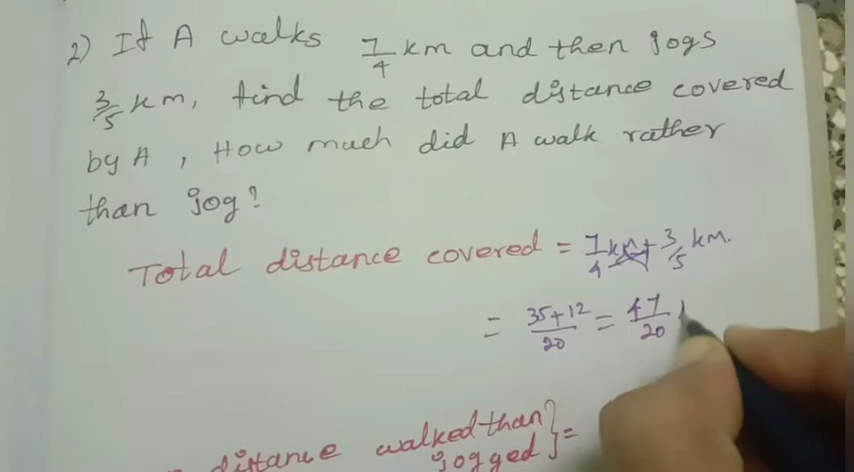 2) If A walks 7/4 km and then jogs
3/5 km, find the total distance covered
by A, How much did A walk rather
than jog?
Total distance covered = 7/4 km + 3/5 km.
= 35+12/20 = 47/20
distance walked than
jogged } =